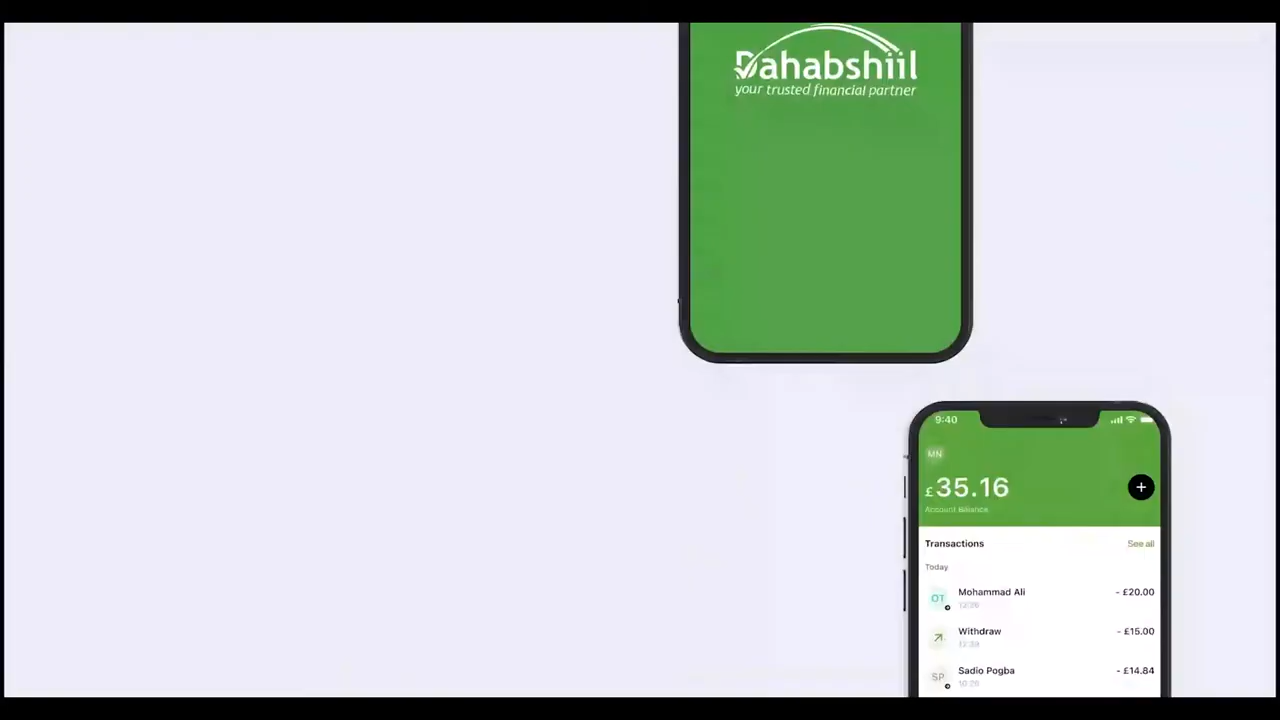 Dahabshiil
your trusted financial partner
9:40
MN
£35.16
+
Account Balance
Transactions
See all
Today
OT
Mohammad Ali
- £20.00
Withdraw
- £15.00
SP
Sadio Pogba
- £14.84